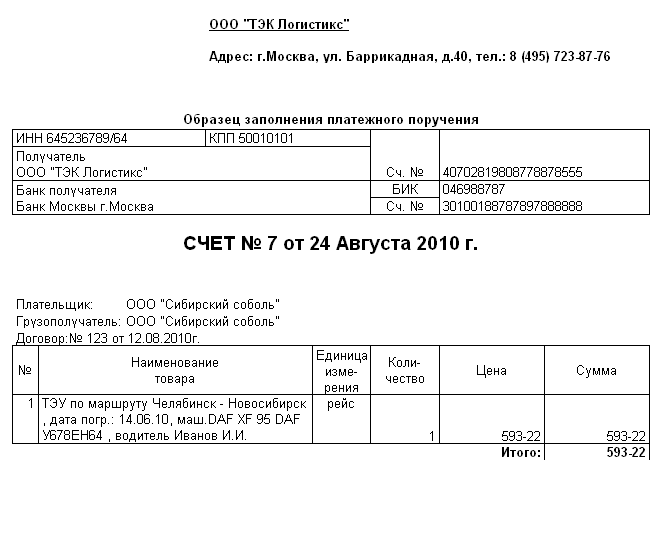 ООО "ТЭК Логистикс"
Адрес: г.Москва, ул. Баррикадная, д.40, тел.: 8 (495) 723-87-76
Образец заполнения платежного поручения
ИНН 645236789/64 КПП 50010101
Получатель
ООО "ТЭК Логистикс" Сч. № 40702819808778878555
Банк получателя БИК 046988787
Банк Москвы г.Москва Сч. № 30100188787897888888
СЧЕТ № 7 от 24 Августа 2010 г.
Плательщик: ООО "Сибирский соболь"
Грузополучатель: ООО "Сибирский соболь"
Договор:№ 123 от 12.08.2010г.
№ Наименование товара Единица изме-рения Коли-чество Цена Сумма
1 ТЭУ по маршруту Челябинск - Новосибирск рейс
, дата погр.: 14.06.10, маш.DAF XF 95 DAF
У678ЕН64 , водитель Иванов И.И. 1 593-22 593-22
Итого: 593-22